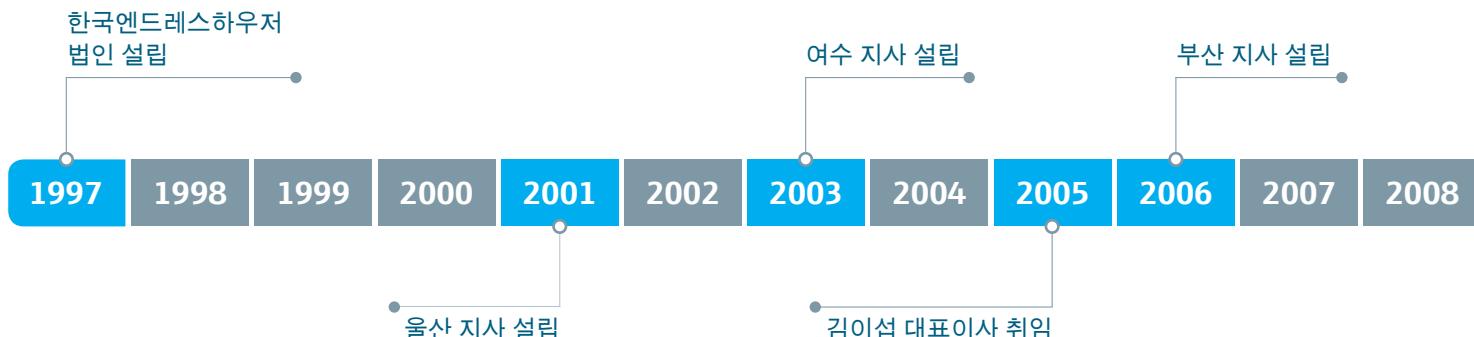 한국엔드레스하우저
법인 설립
여수 지사 설립
부산 지사 설립
1997 1998 1999 2000 2001 2002 2003 2004 2005 2006 2007 2008
울산 지사 설립
김이섭 대표이사 취임